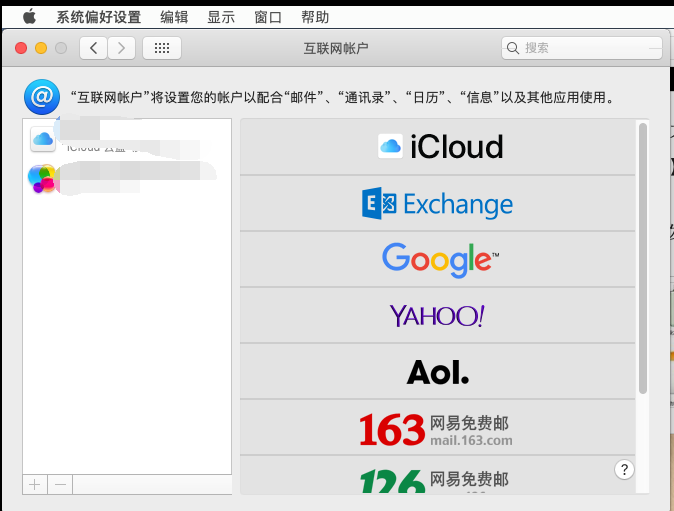 系统偏好设置 编辑 显示 窗口 帮助
互联网帐户
搜索
“互联网帐户”将设置您的帐户以配合“邮件”、“通讯录”、“日历”、“信息”以及其他应用使用。
iCloud
iCloud
Exchange
Google™
YAHOO!
Aol.
163 网易免费邮
mail.163.com
126 网易免费邮
?